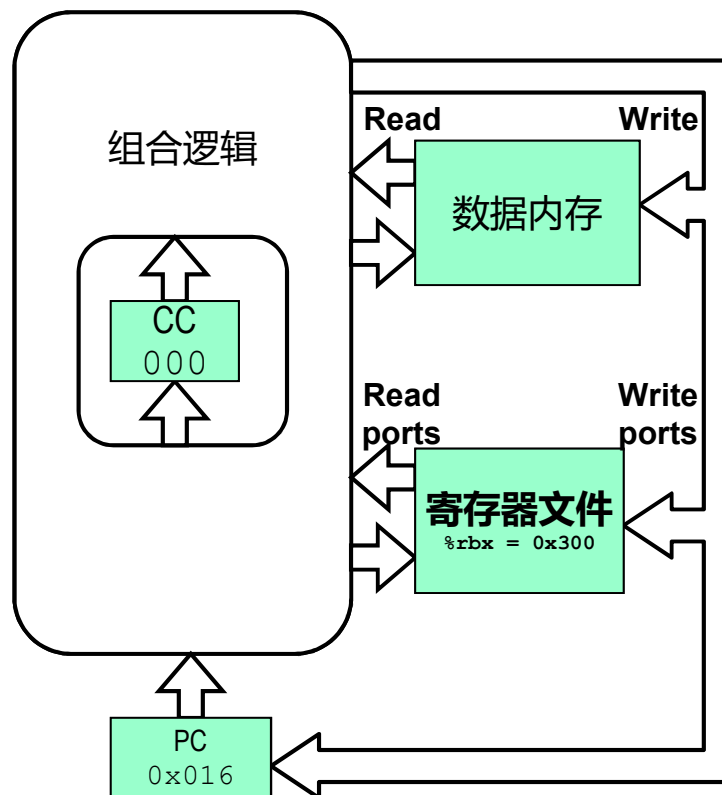 组合逻辑
Read
Write
数据内存
CC
000
Read
ports
Write
ports
寄存器文件
%rbx = 0x300
PC
0x016